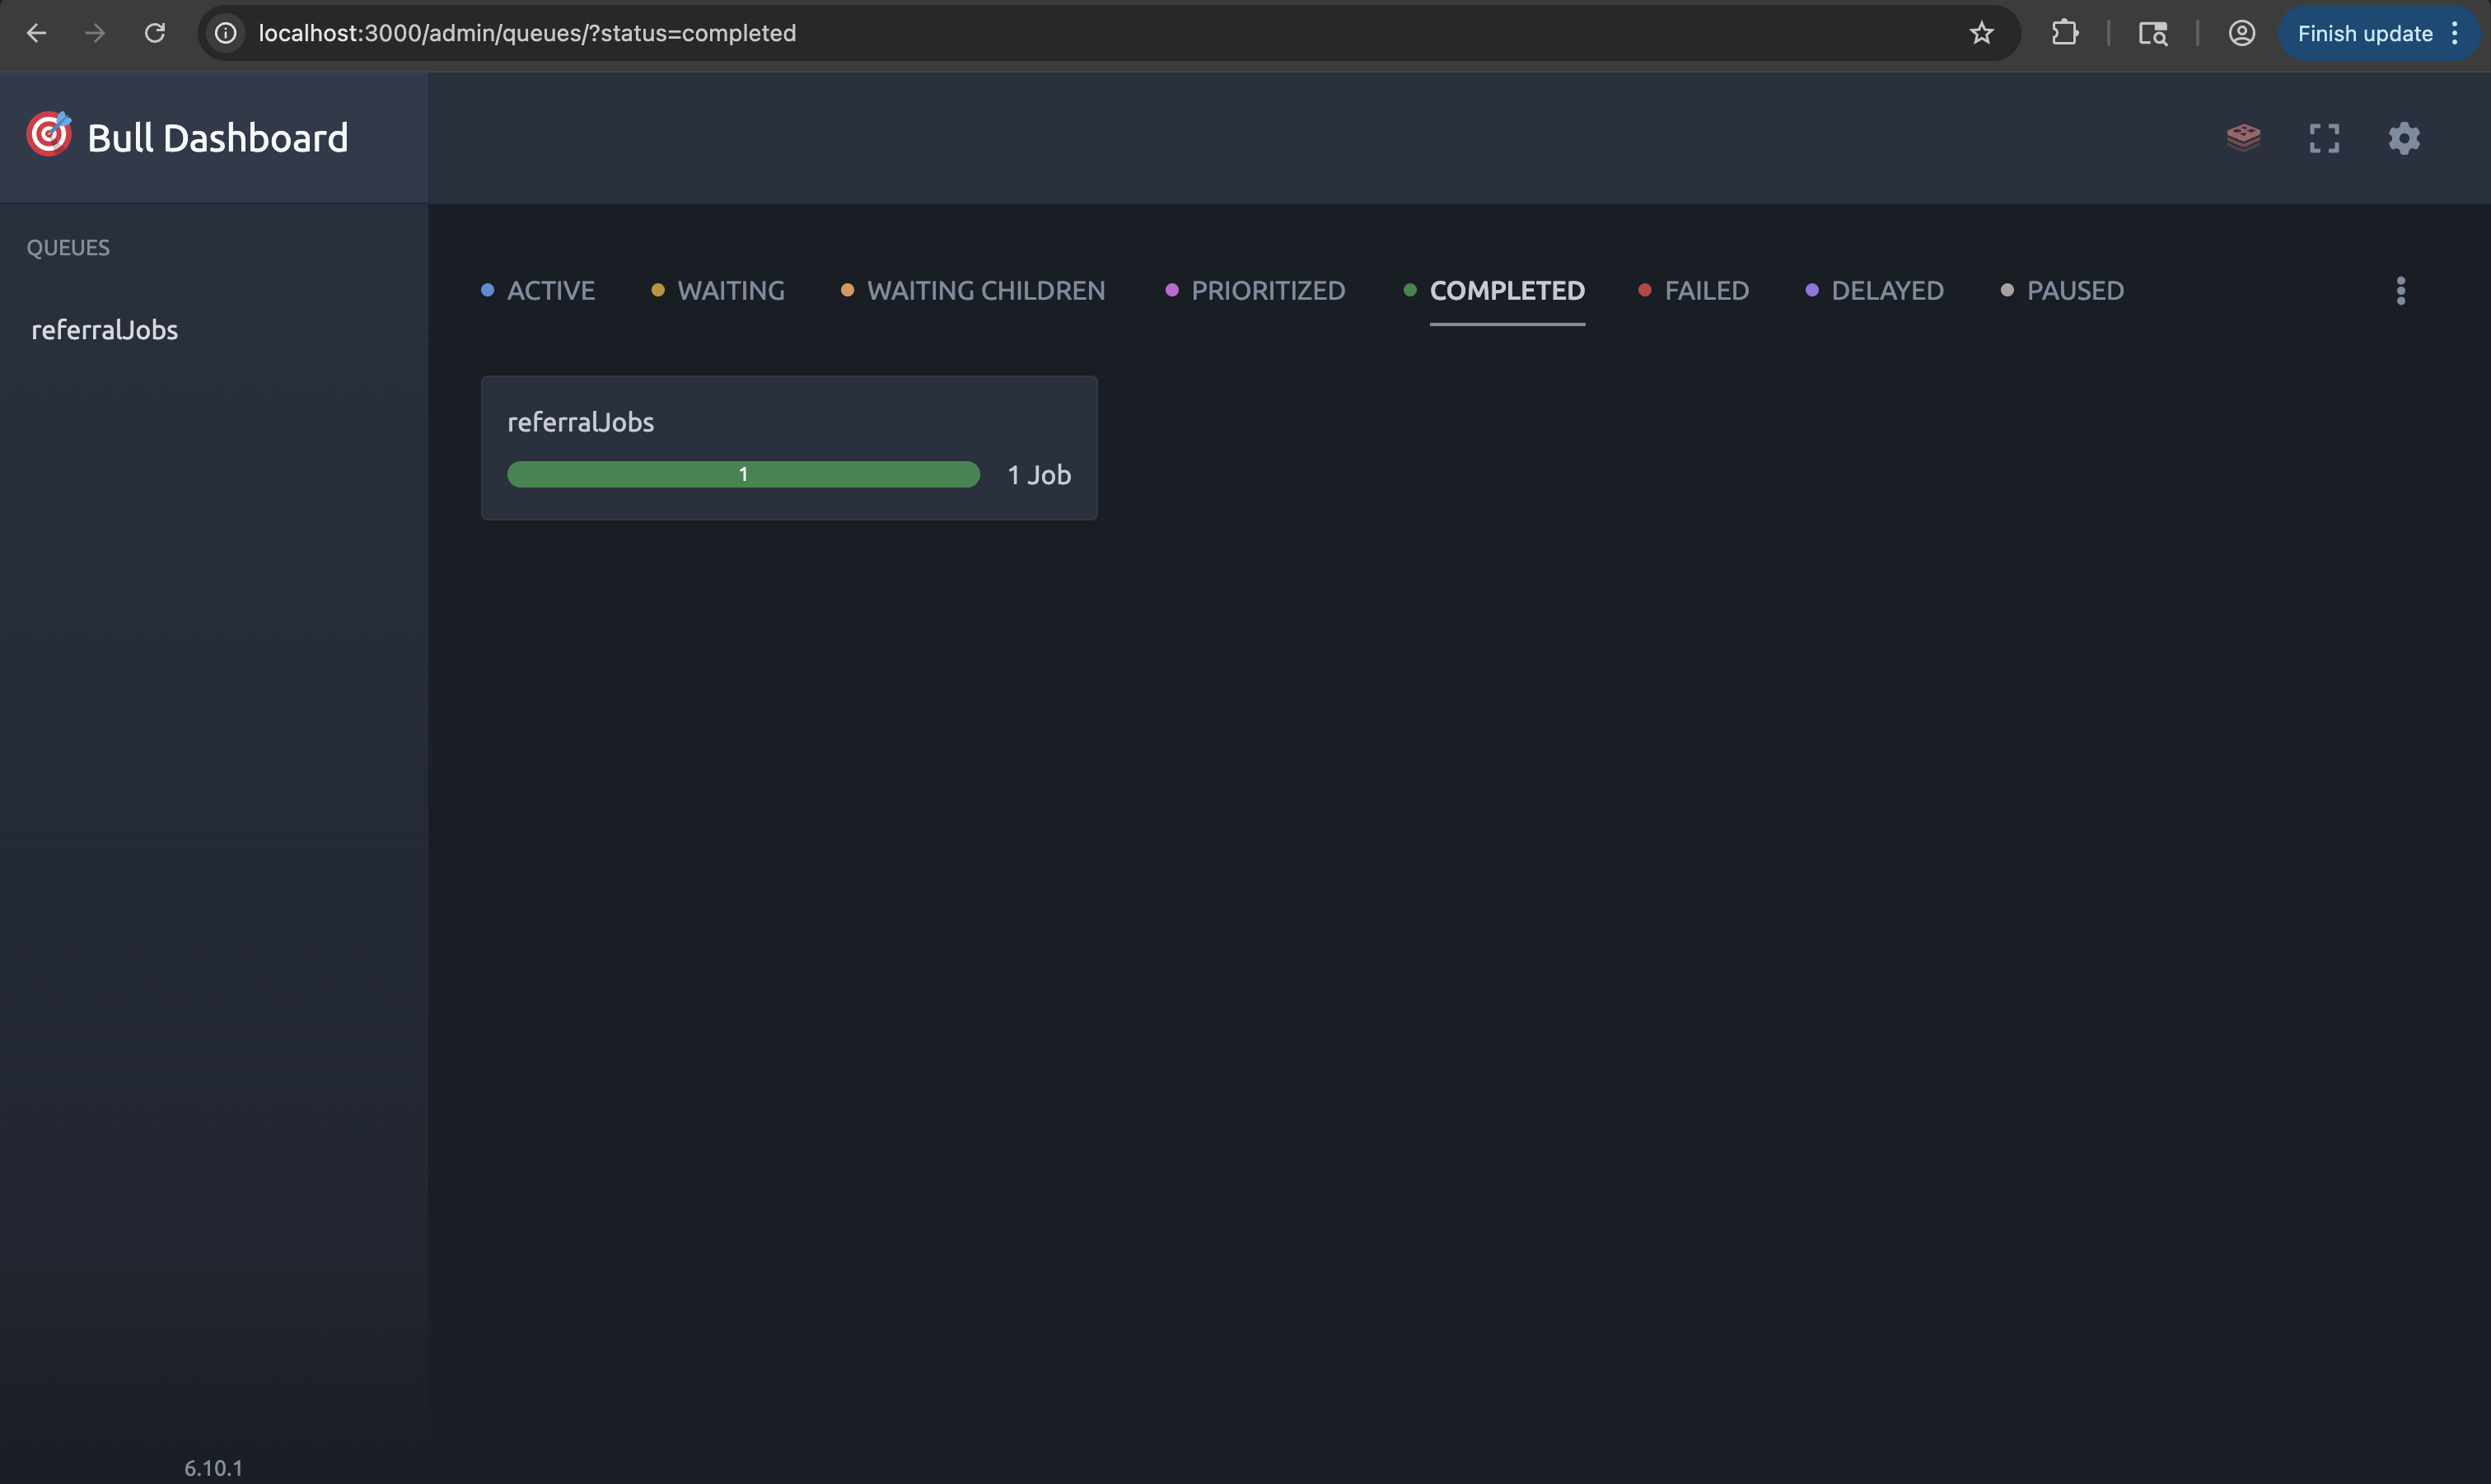 localhost:3000/admin/queues/?status=completed
Finish update
Bull Dashboard
QUEUES
referralJobs
ACTIVE
WAITING
WAITING CHILDREN
PRIORITIZED
COMPLETED
FAILED
DELAYED
PAUSED
referralJobs
1
1 Job
6.10.1